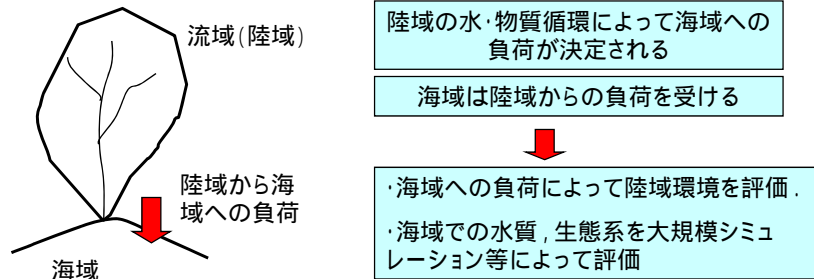 流域(陸域)
陸域から海
域への負荷
海域
陸域の水・物質循環によって海域への
負荷が決定される
海域は陸域からの負荷を受ける
・海域への負荷によって陸域環境を評価．
・海域での水質，生態系を大規模シミュ
レーション等によって評価